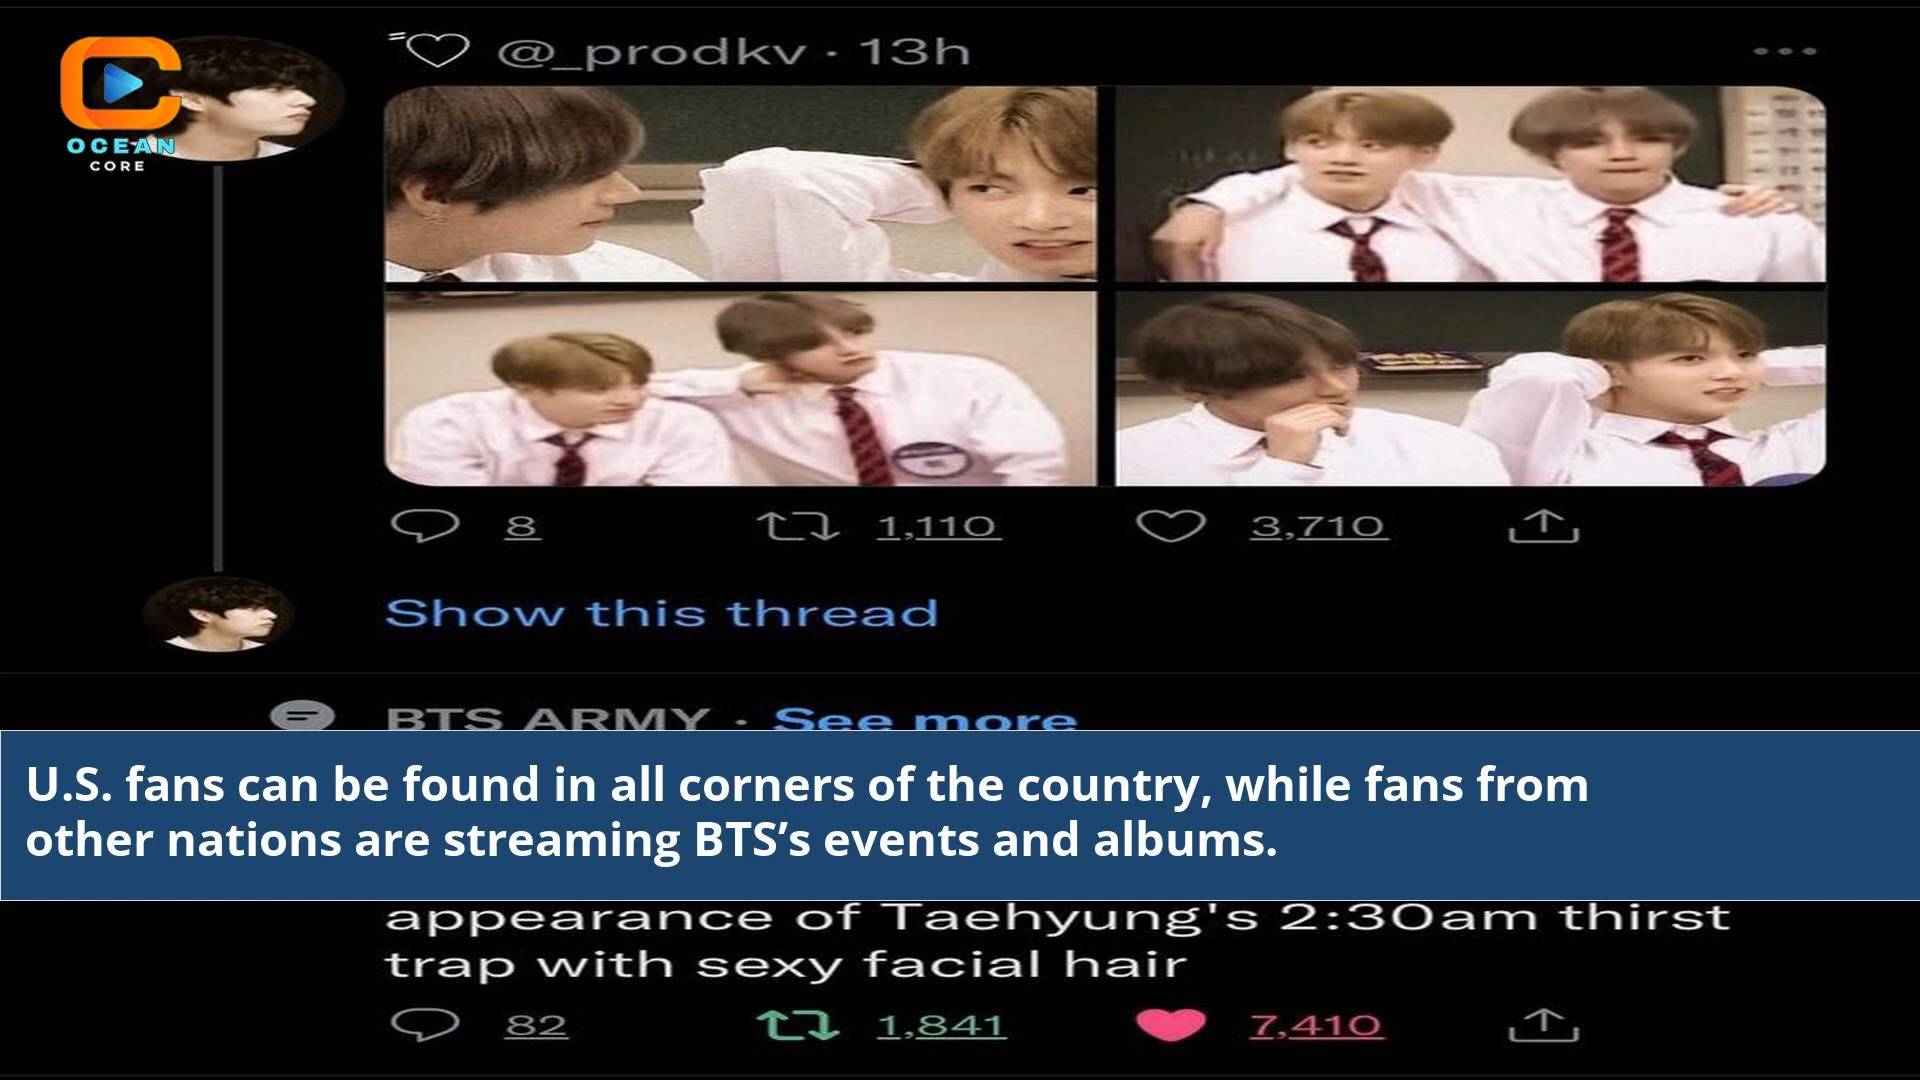 OCEAN
CORE
@_prodkv · 13h
8 1,110 3,710
Show this thread
BTS ARMY · See more
U.S. fans can be found in all corners of the country, while fans from
other nations are streaming BTS’s events and albums.
appearance of Taehyung's 2:30am thirst
trap with sexy facial hair
82 1,841 7,410